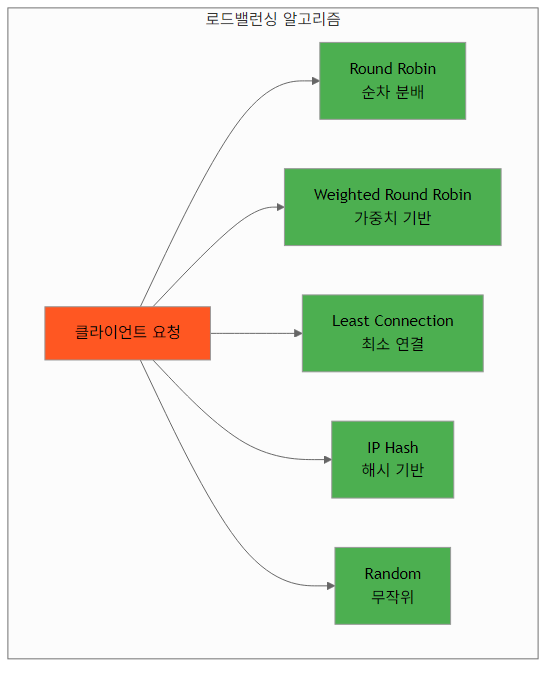 로드밸런싱 알고리즘
Round Robin
순차 분배
Weighted Round Robin
가중치 기반
클라이언트 요청
Least Connection
최소 연결
IP Hash
해시 기반
Random
무작위